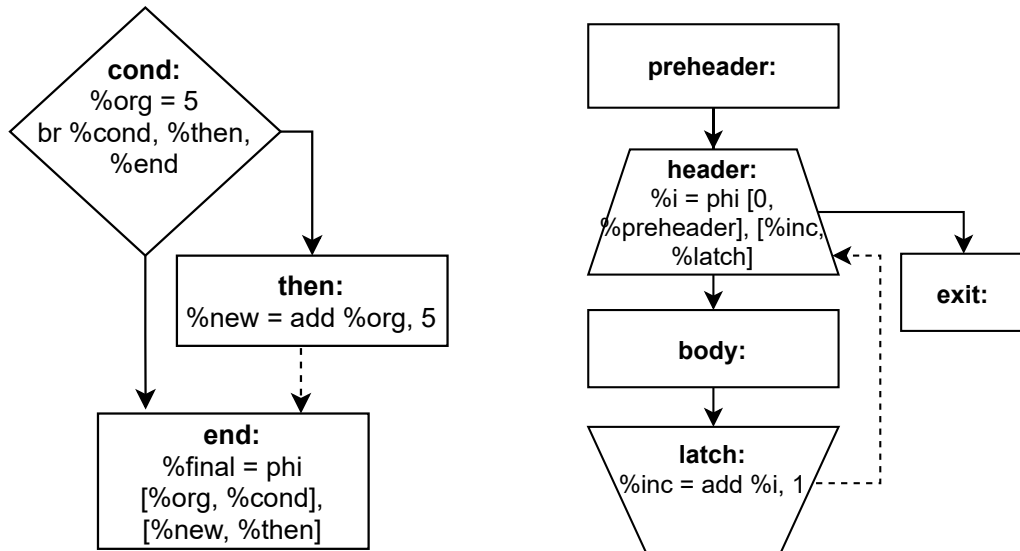 cond:
%org = 5
br %cond, %then,
%end
then:
%new = add %org, 5
end:
%final = phi
[%org, %cond],
[%new, %then]
preheader:
header:
%i = phi [0,
%preheader], [%inc,
%latch]
exit:
body:
latch:
%inc = add %i, 1